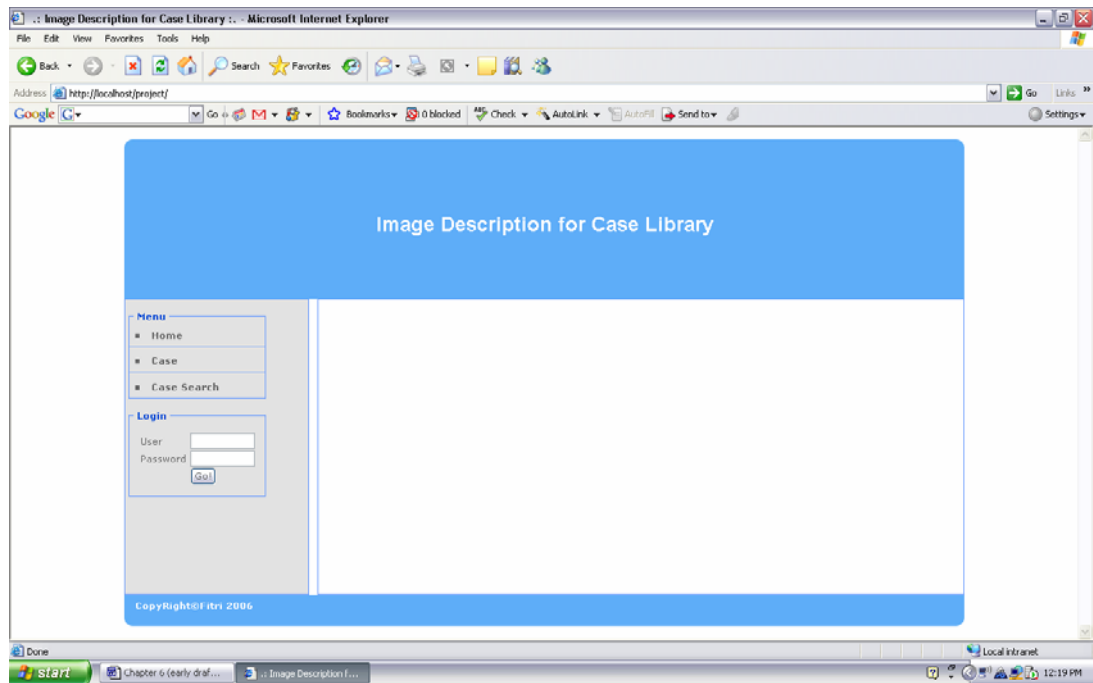 .: Image Description for Case Library :. - Microsoft Internet Explorer
File Edit View Favorites Tools Help
Back Search Favorites
Address http://localhost/project/ Go Links »
Google G Go Bookmarks 0 blocked ABC Check AutoLink AutoFill Send to Settings
Image Description for Case Library
Menu
Home
Case
Case Search
Login
User
Password
Go!
CopyRight©Fitri 2006
Done Local intranet
start Chapter 6 (early draf... .: Image Description f... 12:19 PM